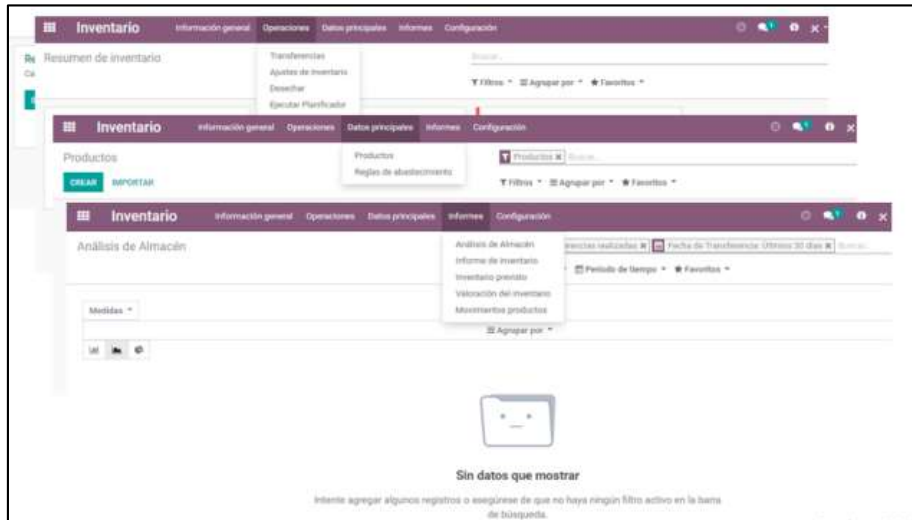 Inventario Información general Operaciones Datos principales Informes Configuración
Re Resumen de inventario
Buscar...
Transferencias
Ajustes de Inventario
Desechar
Ejecutar Planificador
Filtros Agrupar por Favoritos
Inventario Información general Operaciones Datos principales Informes Configuración
Productos
Productos Buscar...
CREAR IMPORTAR
Productos
Reglas de abastecimiento
Filtros Agrupar por Favoritos
Inventario Información general Operaciones Datos principales Informes Configuración
Análisis de Almacén
realizadas Fecha de Transferencia: Últimos 30 días Buscar...
Análisis de Almacén
Informe de inventario
Inventario previsto
Valoración del inventario
Movimientos productos
Periodo de tiempo Favoritos
Medidas
Agrupar por
Sin datos que mostrar
Intente agregar algunos registros o asegúrese de que no haya ningún filtro activo en la barra
de búsqueda.